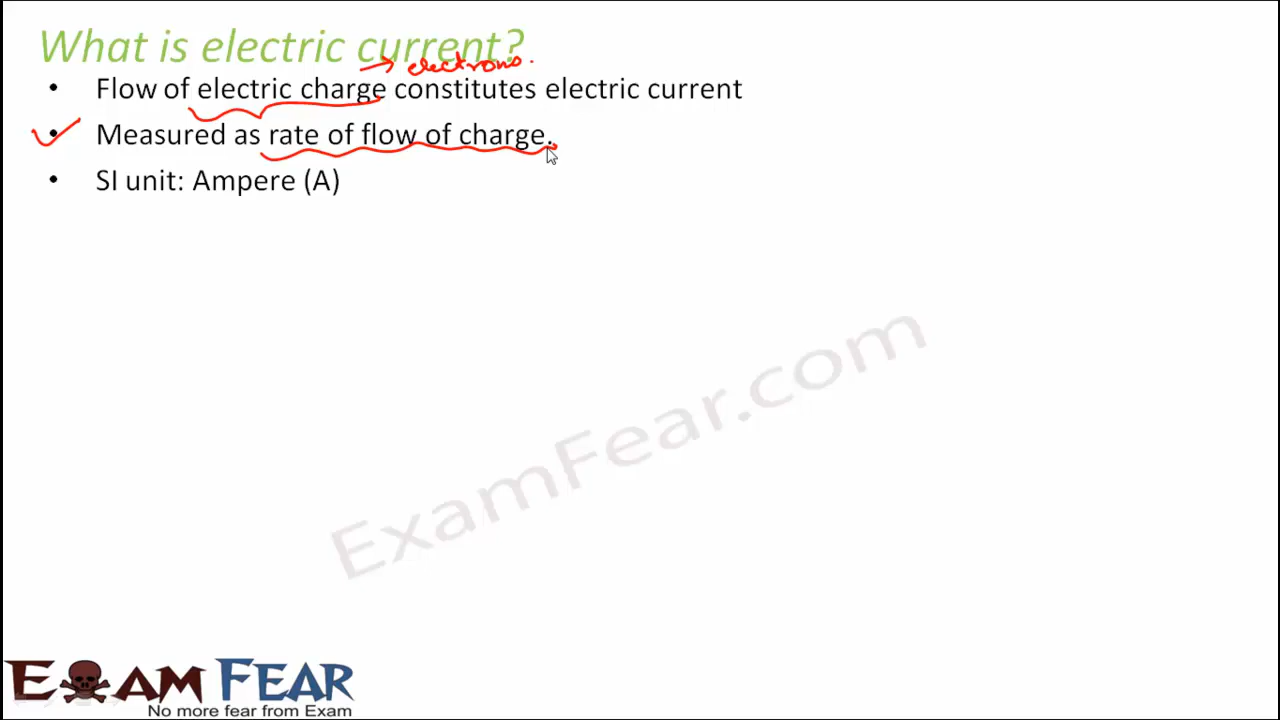 What is electric current?
→ electrons.
• Flow of electric charge constitutes electric current
• Measured as rate of flow of charge.
• SI unit: Ampere (A)
ExamFear.com
EXAM FEAR
No more fear from Exam